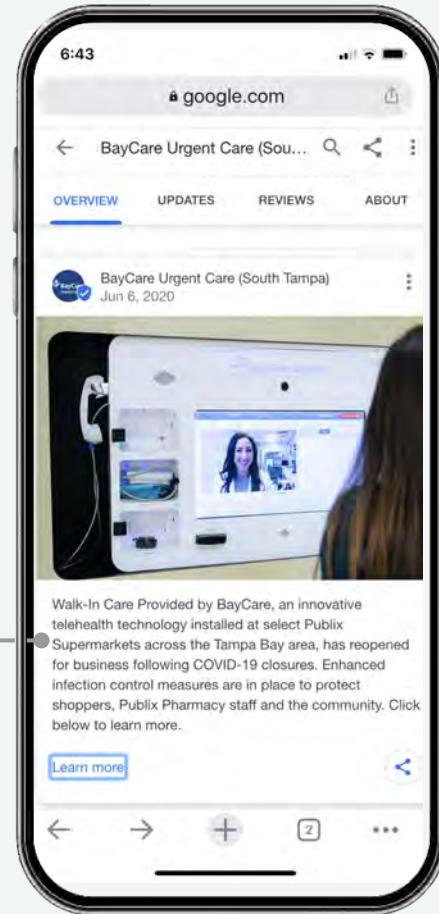 6:43
google.com
BayCare Urgent Care (Sou...
OVERVIEW UPDATES REVIEWS ABOUT
BayCare Urgent Care (South Tampa)
Jun 6, 2020
Walk-In Care Provided by BayCare, an innovative
telehealth technology installed at select Publix
Supermarkets across the Tampa Bay area, has reopened
for business following COVID-19 closures. Enhanced
infection control measures are in place to protect
shoppers, Publix Pharmacy staff and the community. Click
below to learn more.
Learn more
2